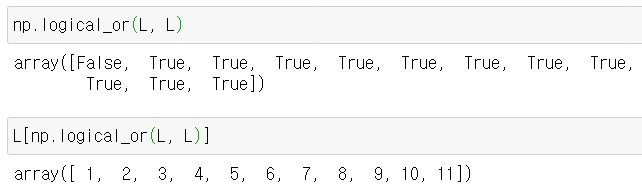 np.logical_or(L, L)
array([False, True, True, True, True, True, True, True, True,
True, True, True])
L[np.logical_or(L, L)]
array([ 1, 2, 3, 4, 5, 6, 7, 8, 9, 10, 11])